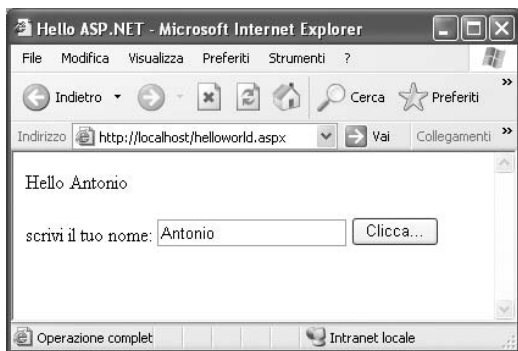 Hello ASP.NET - Microsoft Internet Explorer
File Modifica Visualizza Preferiti Strumenti ?
Indietro Cerca Preferiti »
Indirizzo http://localhost/helloworld.aspx Vai Collegamenti »
Hello Antonio
scrivi il tuo nome: Antonio Clicca...
Operazione complet Intranet locale